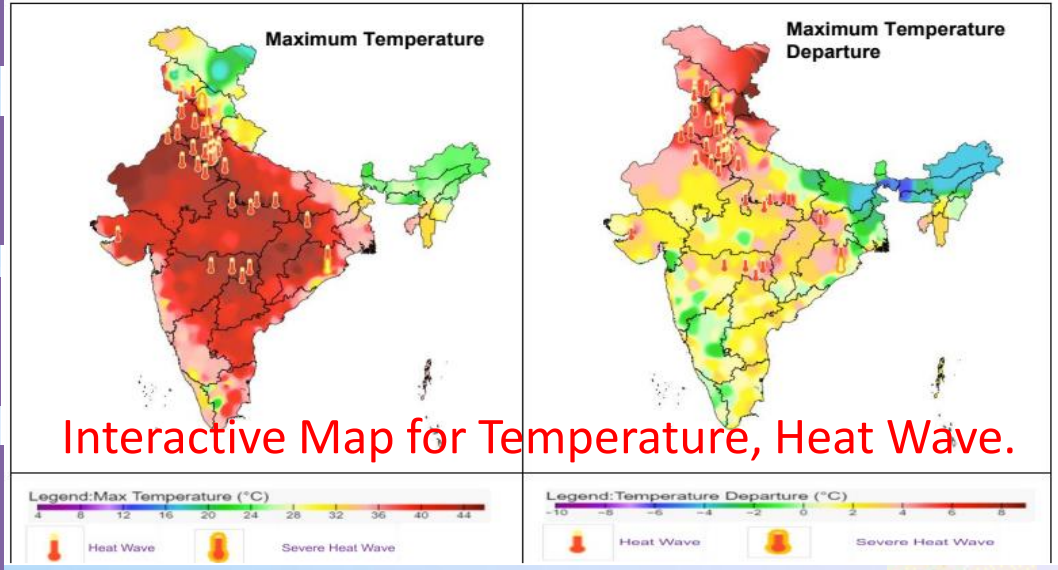 Maximum Temperature
Maximum Temperature
Departure
Interactive Map for Temperature, Heat Wave.
Legend:Max Temperature (°C)
4 8 12 16 20 24 28 32 36 40 44
Heat Wave
Severe Heat Wave
Legend:Temperature Departure (°C)
-10 -8 -6 -4 -2 0 2 4 6 8
Heat Wave
Severe Heat Wave